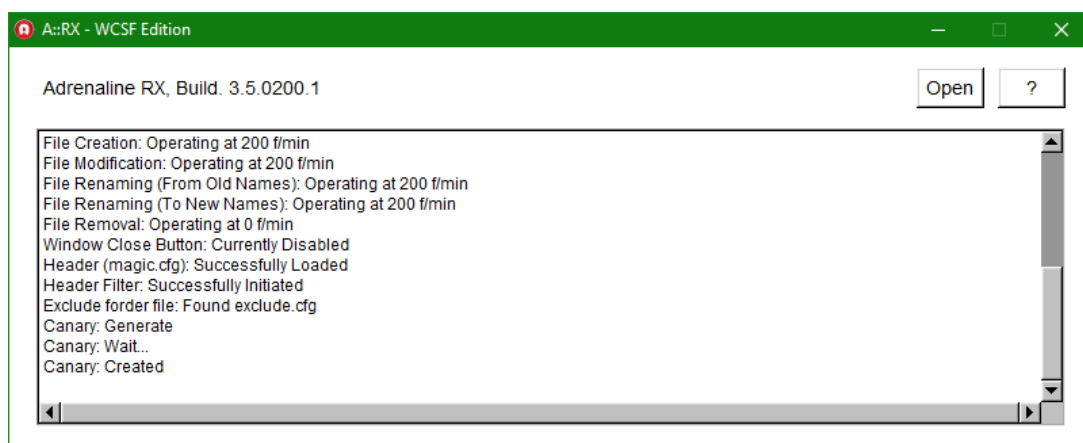 A::RX - WCSF Edition
Adrenaline RX, Build. 3.5.0200.1
Open
?
File Creation: Operating at 200 f/min
File Modification: Operating at 200 f/min
File Renaming (From Old Names): Operating at 200 f/min
File Renaming (To New Names): Operating at 200 f/min
File Removal: Operating at 0 f/min
Window Close Button: Currently Disabled
Header (magic.cfg): Successfully Loaded
Header Filter: Successfully Initiated
Exclude forder file: Found exclude.cfg
Canary: Generate
Canary: Wait...
Canary: Created